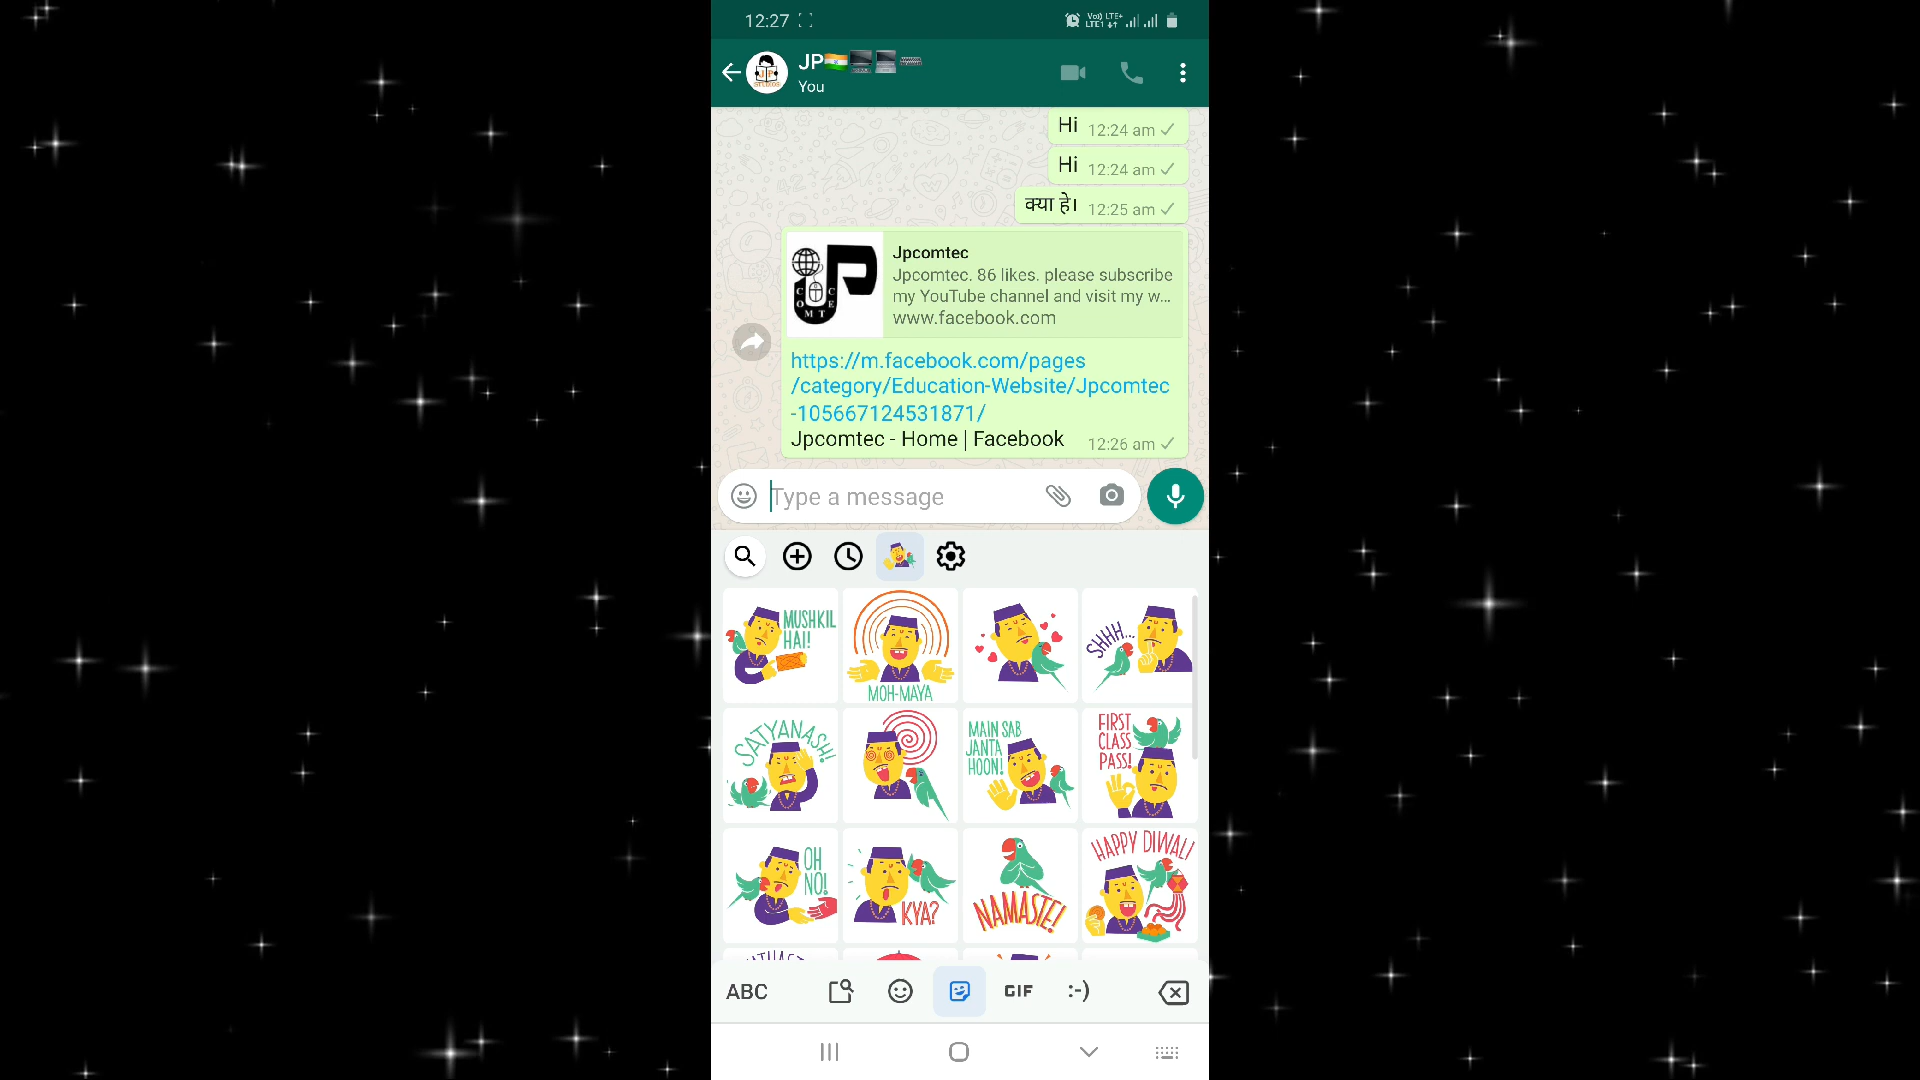 12:27
Vo) LTE+
LTE1
JP
You
Hi 12:24 am
Hi 12:24 am
क्या हे। 12:25 am
Jpcomtec
Jpcomtec. 86 likes. please subscribe
my YouTube channel and visit my w...
www.facebook.com
https://m.facebook.com/pages
/category/Education-Website/Jpcomtec
-105667124531871/
Jpcomtec - Home | Facebook 12:26 am
Type a message
MUSHKIL
HAI!
MOH-MAYA
SHHH...
SATYANASH!
MAIN SAB
JANTA
HOON!
FIRST
CLASS
PASS!
OH
NO!
KYA?
NAMASTE!
HAPPY DIWALI
ABC
GIF
:-)